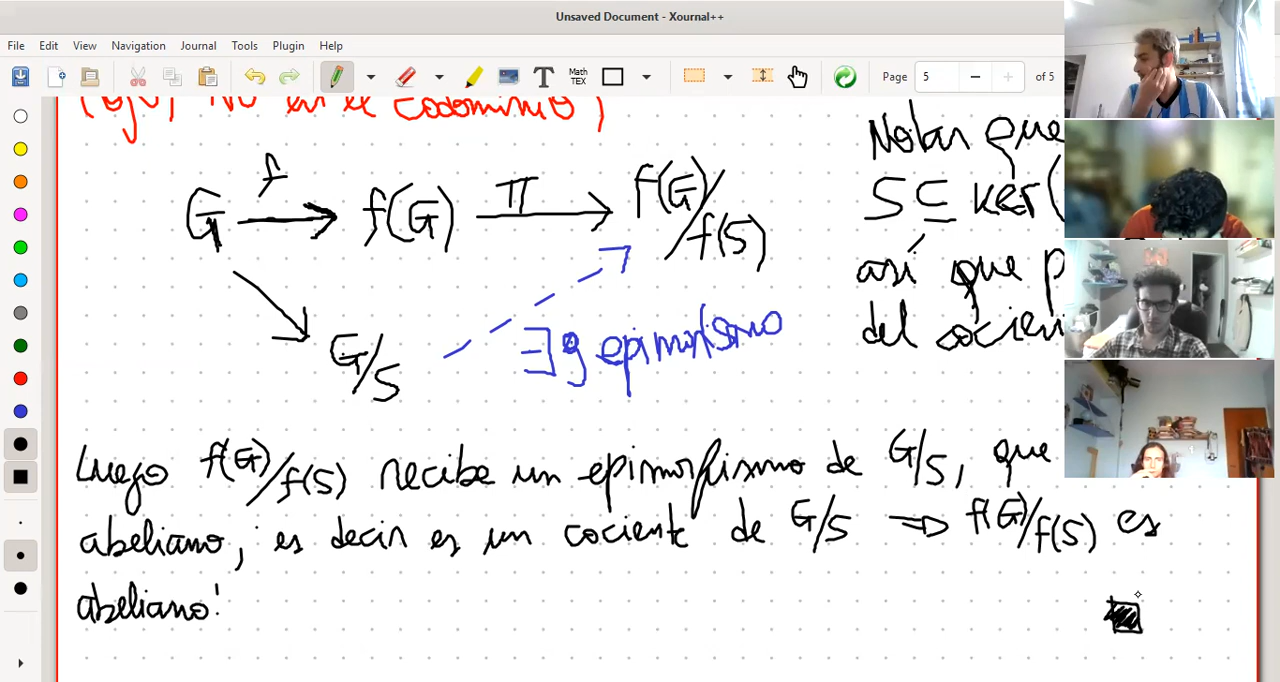 Unsaved Document - Xournal++
File Edit View Navigation Journal Tools Plugin Help
Math TEX
Page 5 of 5
(ojo, No en el codominio)
G f f(G) π f(G)/f(S)
G/S ∃ g epimorfismo
Notar que
S ⊆ Ker(
así que p
del cocien
Luego f(G)/f(S) recibe un epimorfismo de G/S, que
abeliano, es decir es un cociente de G/S ⇒ f(G)/f(S) es
abeliano!